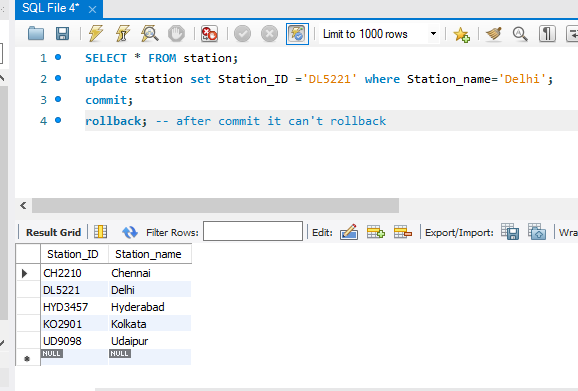 SQL File 4*
Limit to 1000 rows
1 SELECT * FROM station;
2 update station set Station_ID ='DL5221' where Station_name='Delhi';
3 commit;
4 rollback; -- after commit it can't rollback
Result Grid Filter Rows: Edit: Export/Import: Wra
Station_ID Station_name
CH2210 Chennai
DL5221 Delhi
HYD3457 Hyderabad
KO2901 Kolkata
UD9098 Udaipur
NULL NULL